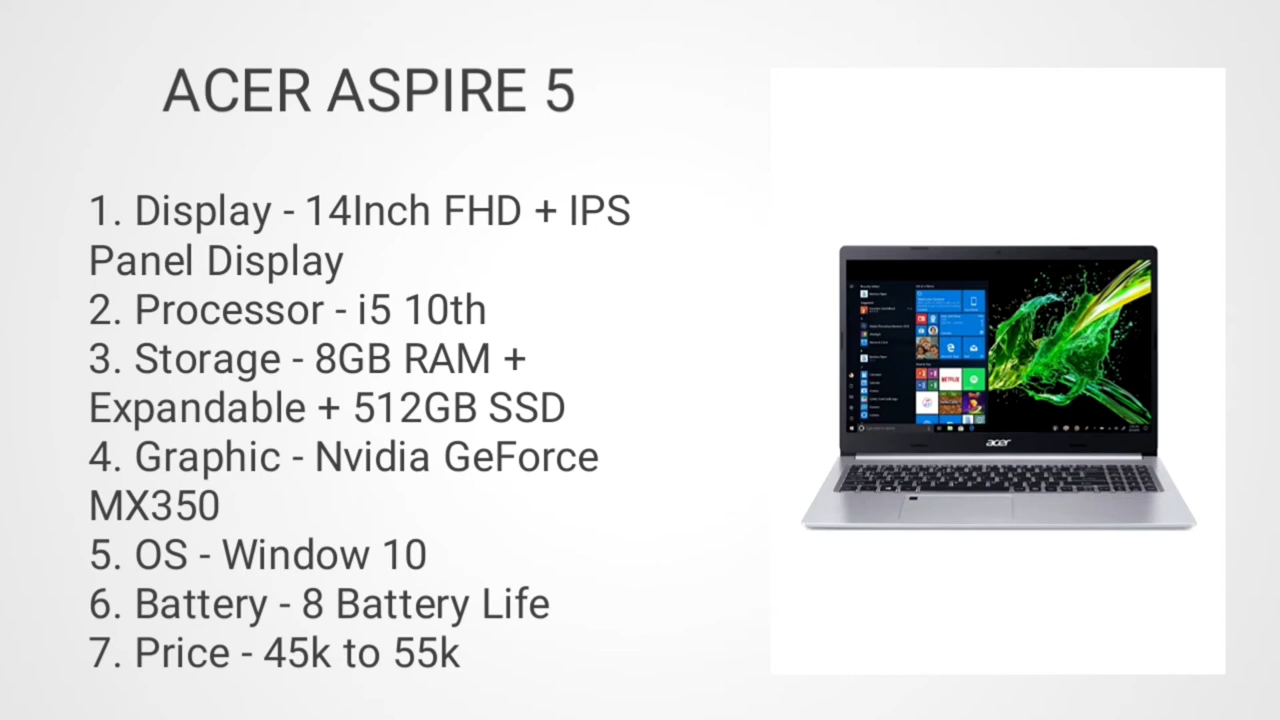 ACER ASPIRE 5
1. Display - 14Inch FHD + IPS
Panel Display
2. Processor - i5 10th
3. Storage - 8GB RAM +
Expandable + 512GB SSD
4. Graphic - Nvidia GeForce
MX350
5. OS - Window 10
6. Battery - 8 Battery Life
7. Price - 45k to 55k
NETFLIX
acer